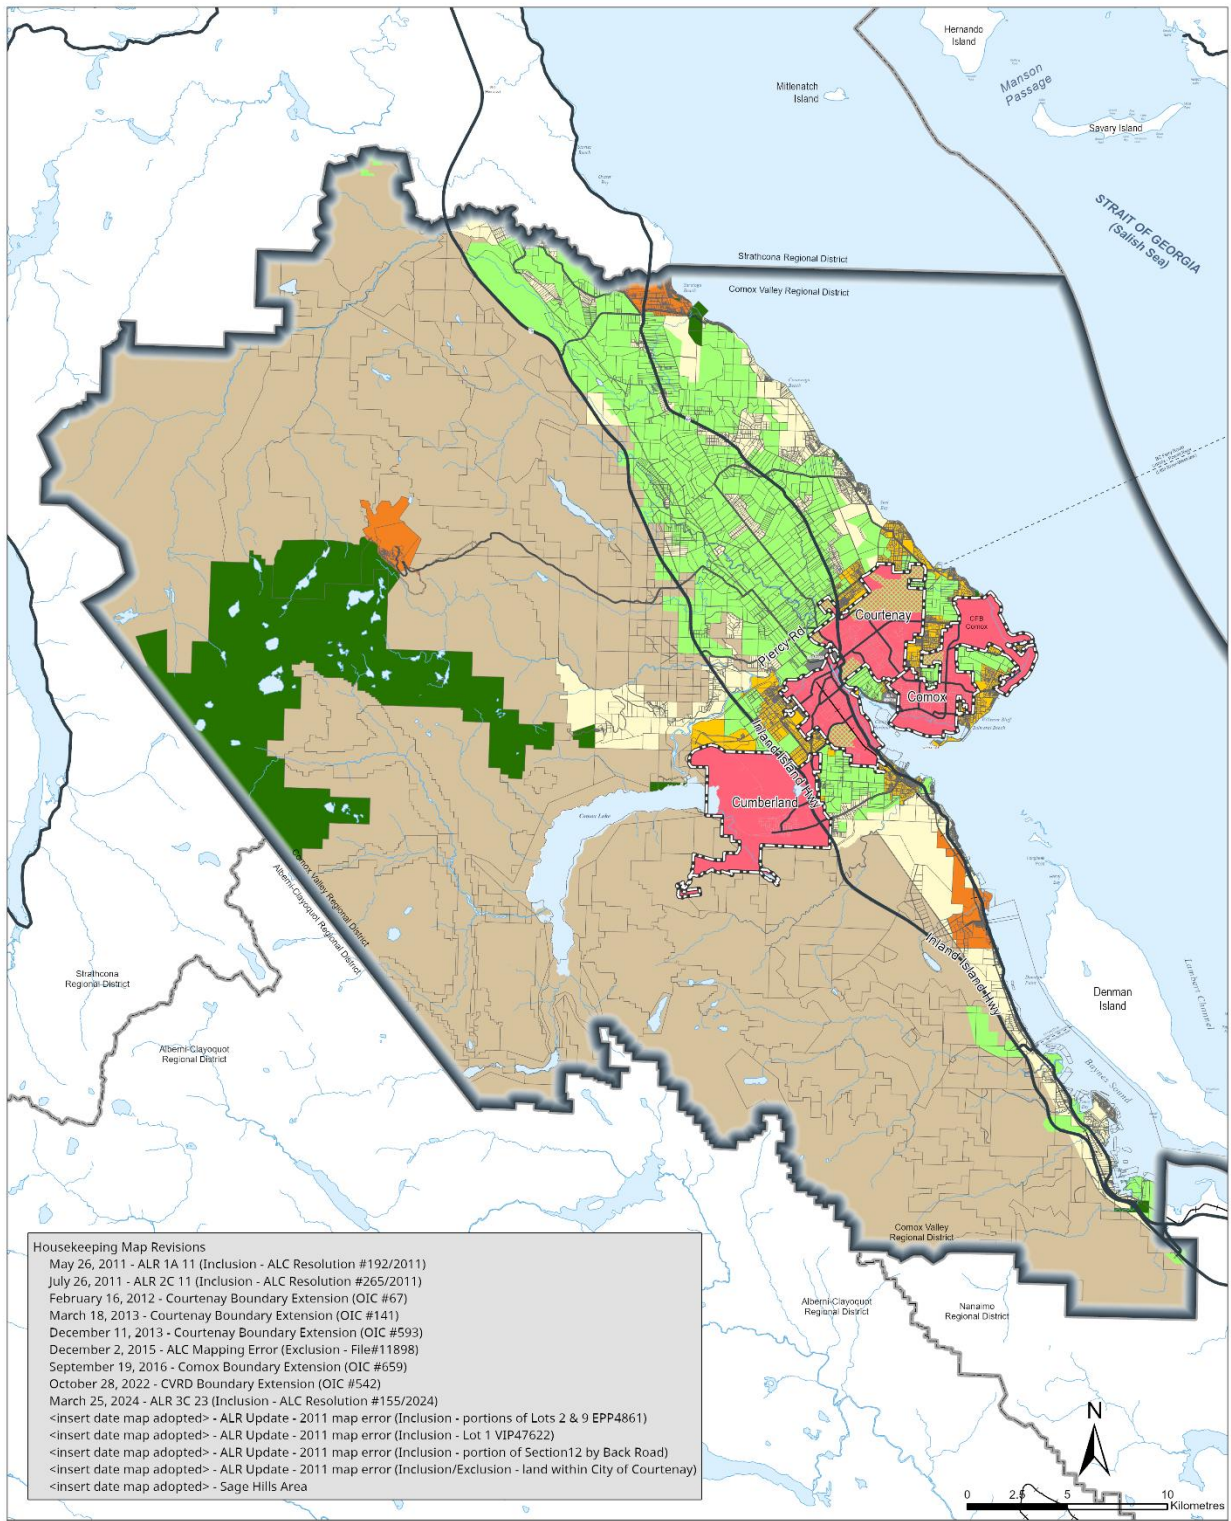 Hernando
Island
Manson
Passage
Mitlenatch
Island
Savary Island
STRAIT OF GEORGIA
(Salish Sea)
Strathcona Regional District
Comox Valley Regional District
Courtenay
CFB
Comox
Piercy Rd
Comox
Inland Island Hwy
Cumberland
Comox Lake
Comox Valley Regional District
Alberni-Clayoquot Regional District
Inland Island Hwy
Strathcona
Regional District
Denman
Island
Lambert Channel
Alberni-Clayoquot
Regional District
Baynes Sound
Comox Valley
Regional District
Alberni-Clayoquot
Regional District
Nanaimo
Regional District
Housekeeping Map Revisions
May 26, 2011 - ALR 1A 11 (Inclusion - ALC Resolution #192/2011)
July 26, 2011 - ALR 2C 11 (Inclusion - ALC Resolution #265/2011)
February 16, 2012 - Courtenay Boundary Extension (OIC #67)
March 18, 2013 - Courtenay Boundary Extension (OIC #141)
December 11, 2013 - Courtenay Boundary Extension (OIC #593)
December 2, 2015 - ALC Mapping Error (Exclusion - File#11898)
September 19, 2016 - Comox Boundary Extension (OIC #659)
October 28, 2022 - CVRD Boundary Extension (OIC #542)
March 25, 2024 - ALR 3C 23 (Inclusion - ALC Resolution #155/2024)
<insert date map adopted> - ALR Update - 2011 map error (Inclusion - portions of Lots 2 & 9 EPP4861)
<insert date map adopted> - ALR Update - 2011 map error (Inclusion - Lot 1 VIP47622)
<insert date map adopted> - ALR Update - 2011 map error (Inclusion - portion of Section12 by Back Road)
<insert date map adopted> - ALR Update - 2011 map error (Inclusion/Exclusion - land within City of Courtenay)
<insert date map adopted> - Sage Hills Area
N
0 2.5 5 10
Kilometres